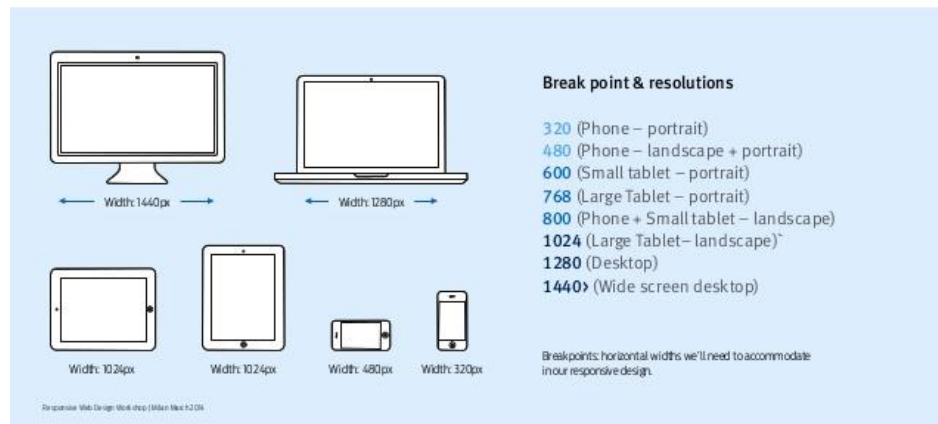 Width: 1440px
Width: 1280px
Width: 1024px
Width: 1024px
Width: 480px
Width: 320px
Break point & resolutions
320 (Phone – portrait)
480 (Phone – landscape + portrait)
600 (Small tablet – portrait)
768 (Large Tablet – portrait)
800 (Phone + Small tablet – landscape)
1024 (Large Tablet– landscape)`
1280 (Desktop)
1440> (Wide screen desktop)
Breakpoints: horizontal widths we'll need to accommodate
in our responsive design.
Responsive Web Design Workshop | Milan March 2014